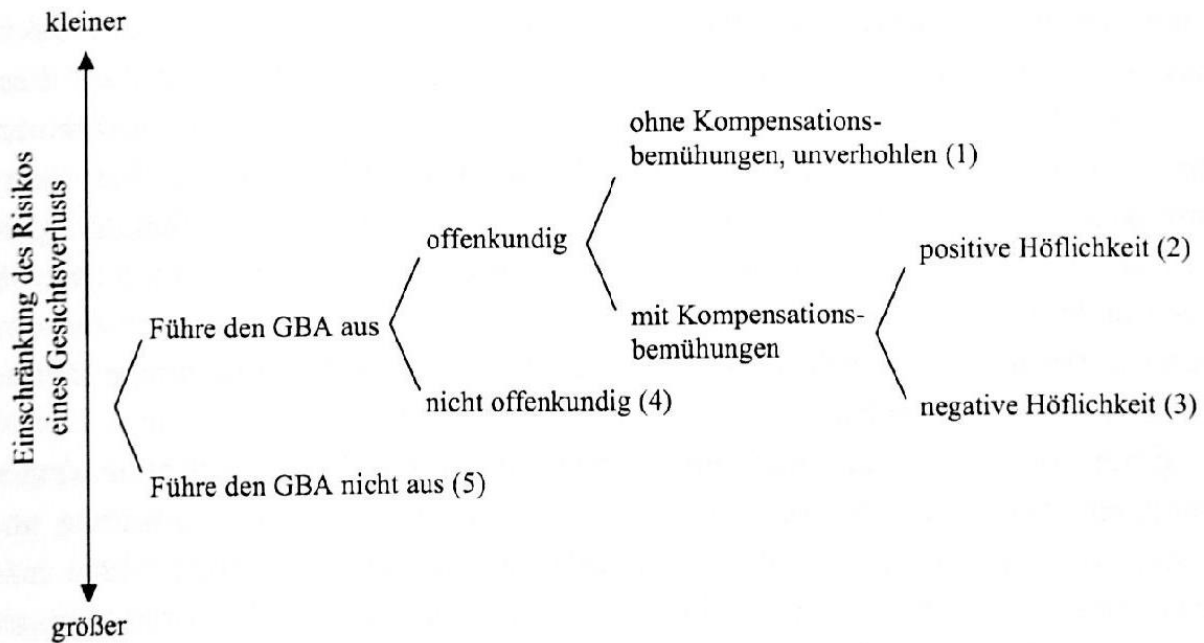 kleiner
Einschränkung des Risikos
eines Gesichtsverlusts
ohne Kompensations-
bemühungen, unverhohlen (1)
offenkundig
positive Höflichkeit (2)
Führe den GBA aus
mit Kompensations-
bemühungen
nicht offenkundig (4)
negative Höflichkeit (3)
Führe den GBA nicht aus (5)
größer